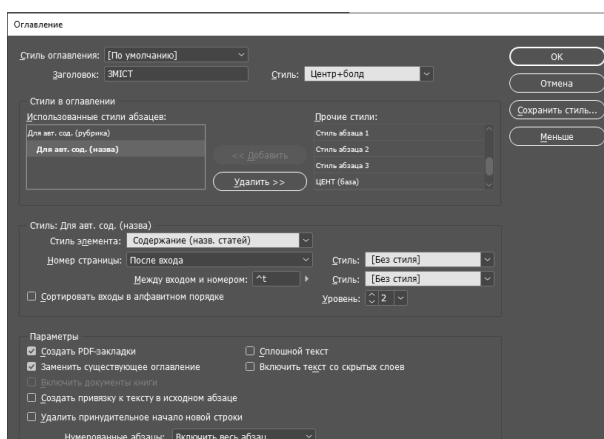 Оглавление
Стиль оглавления: [По умолчанию]
ОК
Заголовок: ЗМІСТ Стиль: Центр+болд
Отмена
Стили в оглавлении
Сохранить стиль...
Использованные стили абзацев: Прочие стили:
Для авт. сод. (рубрика) Стиль абзаца 1
Меньше
Для авт. сод. (назва) Стиль абзаца 2
<< Добавить Стиль абзаца 3
Удалить >> ЦЕНТ (база)
Стиль: Для авт. сод. (назва)
Стиль элемента: Содержание (назв. статей)
Номер страницы: После входа Стиль: [Без стиля]
Между входом и номером: ^t Стиль: [Без стиля]
Сортировать входы в алфавитном порядке Уровень: 2
Параметры
Создать PDF-закладки Сплошной текст
Заменить существующее оглавление Включить текст со скрытых слоев
Включить документы книги
Создать привязку к тексту в исходном абзаце
Удалить принудительное начало новой строки
Нумерованные абзацы: Включить весь абзац